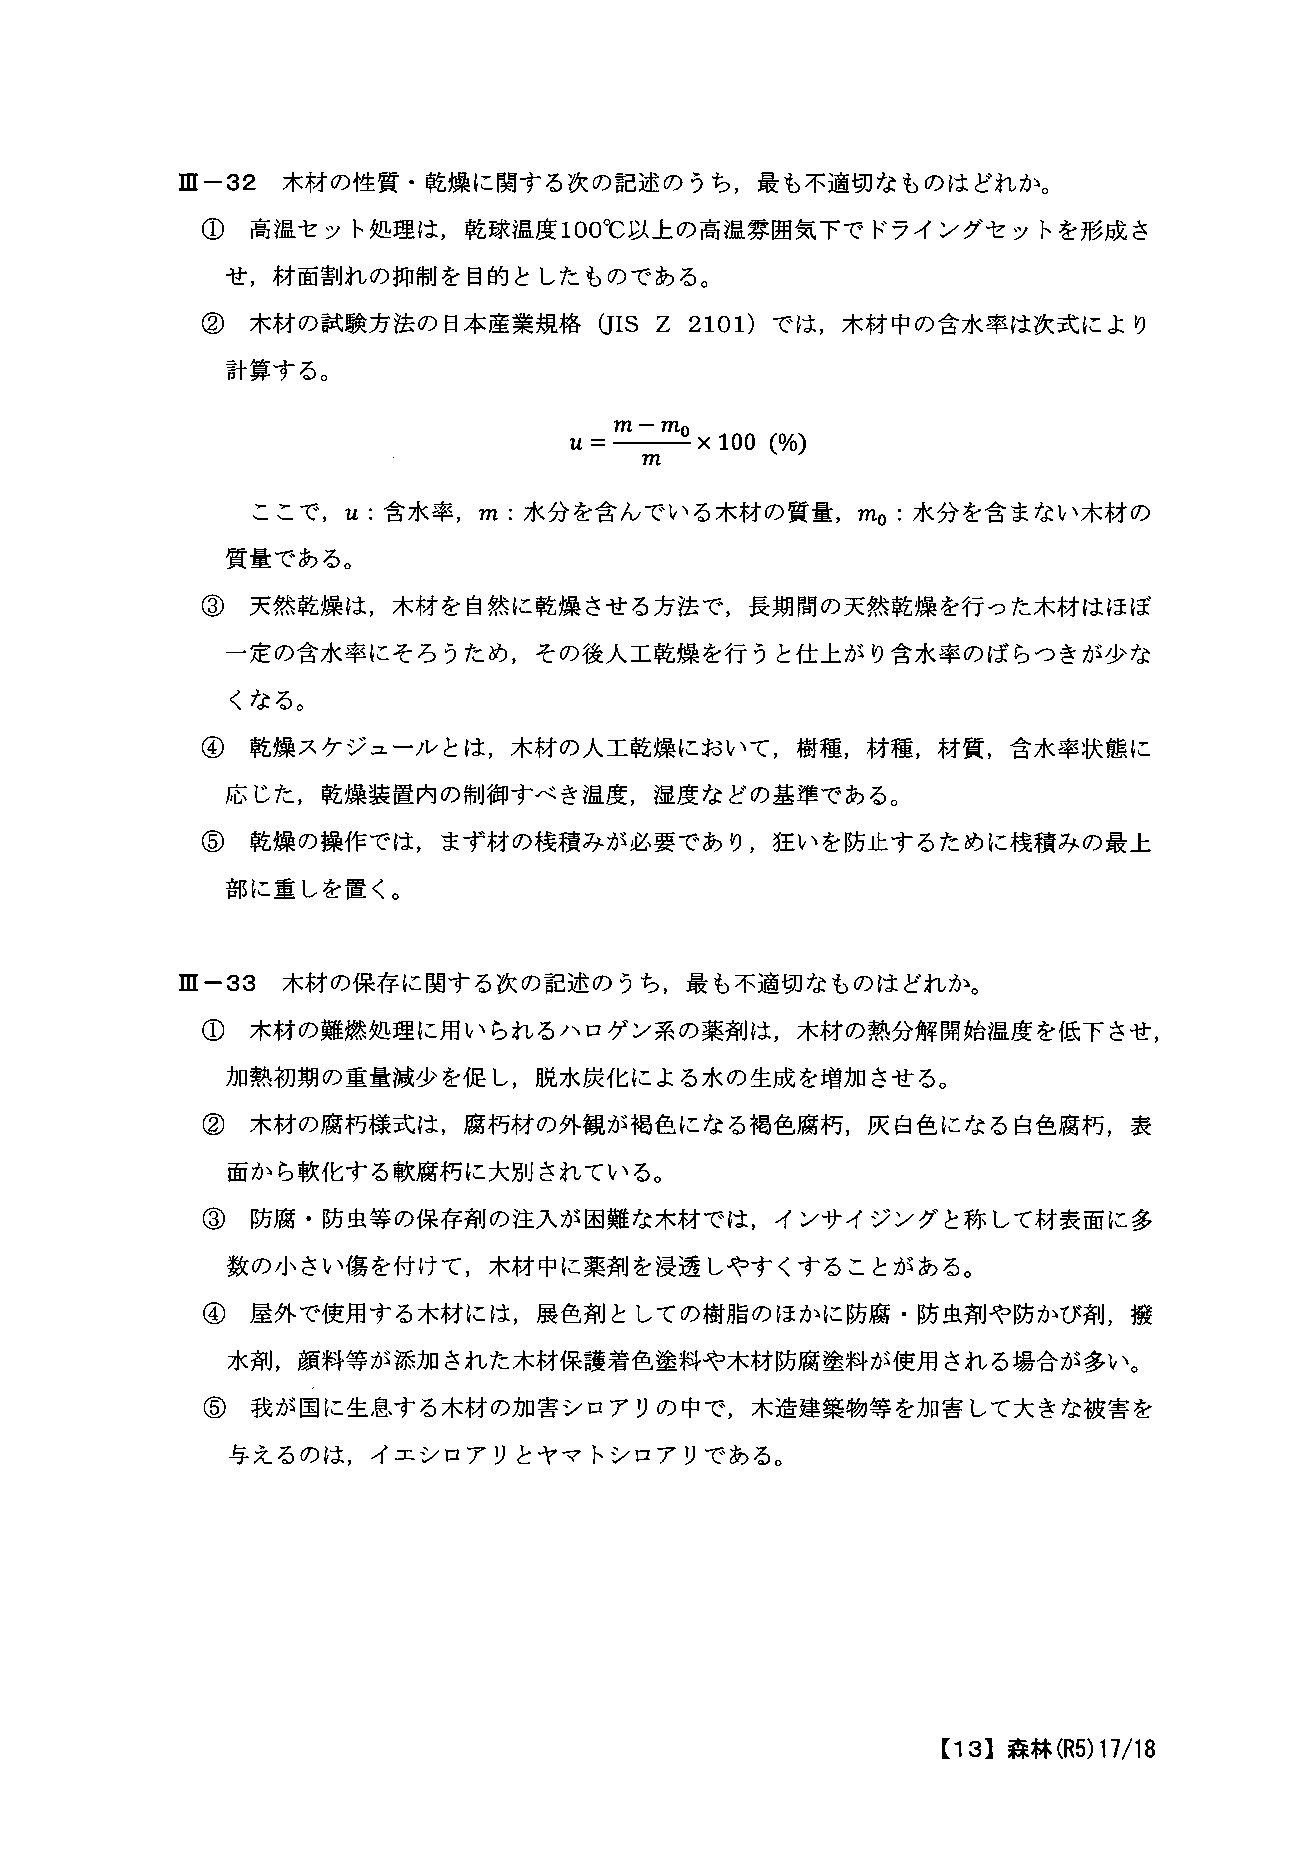 Ⅲ－32　木材の性質・乾燥に関する次の記述のうち，最も不適切なものはどれか。
①　高温セット処理は，乾球温度100℃以上の高温雰囲気下でドライングセットを形成さ
せ，材面割れの抑制を目的としたものである。
②　木材の試験方法の日本産業規格（JIS Z 2101）では，木材中の含水率は次式により
計算する。
u = (m − m₀)/m × 100 (%)
ここで，u：含水率，m：水分を含んでいる木材の質量，m₀：水分を含まない木材の
質量である。
③　天然乾燥は，木材を自然に乾燥させる方法で，長期間の天然乾燥を行った木材はほぼ
一定の含水率にそろうため，その後人工乾燥を行うと仕上がり含水率のばらつきが少な
くなる。
④　乾燥スケジュールとは，木材の人工乾燥において，樹種，材種，材質，含水率状態に
応じた，乾燥装置内の制御すべき温度，湿度などの基準である。
⑤　乾燥の操作では，まず材の桟積みが必要であり，狂いを防止するために桟積みの最上
部に重しを置く。
Ⅲ－33　木材の保存に関する次の記述のうち，最も不適切なものはどれか。
①　木材の難燃処理に用いられるハロゲン系の薬剤は，木材の熱分解開始温度を低下させ，
加熱初期の重量減少を促し，脱水炭化による水の生成を増加させる。
②　木材の腐朽様式は，腐朽材の外観が褐色になる褐色腐朽，灰白色になる白色腐朽，表
面から軟化する軟腐朽に大別されている。
③　防腐・防虫等の保存剤の注入が困難な木材では，インサイジングと称して材表面に多
数の小さい傷を付けて，木材中に薬剤を浸透しやすくすることがある。
④　屋外で使用する木材には，展色剤としての樹脂のほかに防腐・防虫剤や防かび剤，撥
水剤，顔料等が添加された木材保護着色塗料や木材防腐塗料が使用される場合が多い。
⑤　我が国に生息する木材の加害シロアリの中で，木造建築物等を加害して大きな被害を
与えるのは，イエシロアリとヤマトシロアリである。
【13】森林(R5)17/18